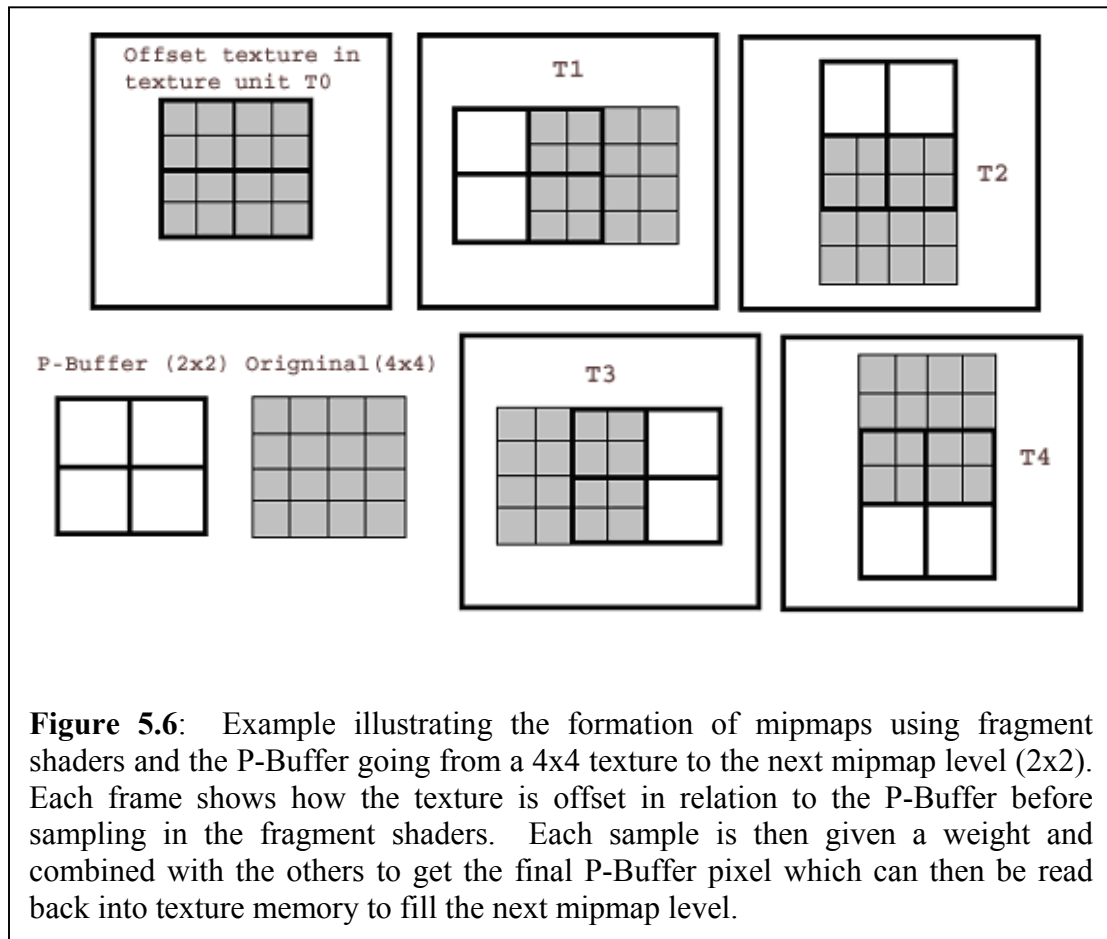 Offset texture in
texture unit T0
T1
T2
P-Buffer (2x2) Origninal(4x4)
T3
T4
Figure 5.6: Example illustrating the formation of mipmaps using fragment
shaders and the P-Buffer going from a 4x4 texture to the next mipmap level (2x2).
Each frame shows how the texture is offset in relation to the P-Buffer before
sampling in the fragment shaders. Each sample is then given a weight and
combined with the others to get the final P-Buffer pixel which can then be read
back into texture memory to fill the next mipmap level.